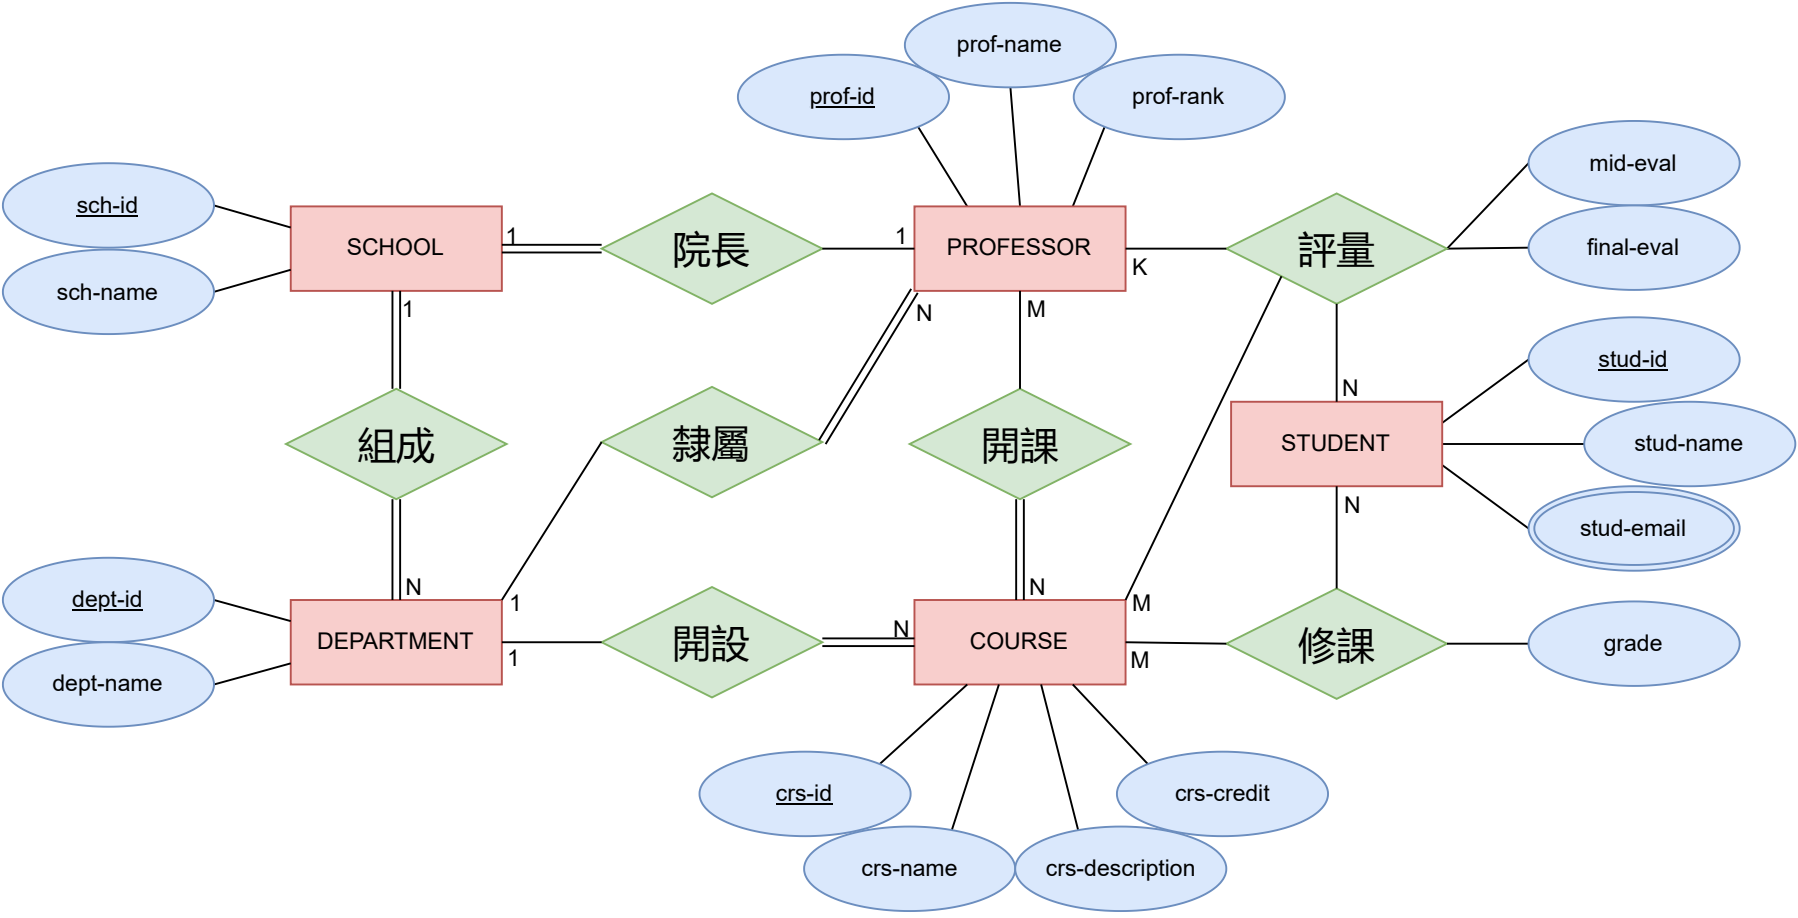 prof-name
prof-id
prof-rank
mid-eval
sch-id
SCHOOL
1
院長
1
PROFESSOR
K
評量
final-eval
sch-name
1
N
M
stud-id
N
組成
隸屬
開課
STUDENT
stud-name
N
stud-email
N
N
dept-id
1
M
DEPARTMENT
1
開設
N
COURSE
M
修課
grade
dept-name
crs-id
crs-credit
crs-name
crs-description